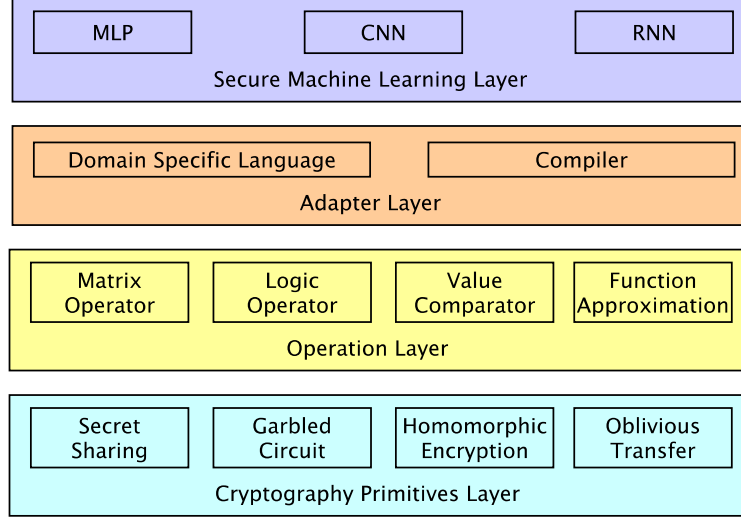 MLP CNN RNN
Secure Machine Learning Layer
Domain Specific Language Compiler
Adapter Layer
Matrix Operator
Logic Operator
Value Comparator
Function Approximation
Operation Layer
Secret Sharing
Garbled Circuit
Homomorphic Encryption
Oblivious Transfer
Cryptography Primitives Layer